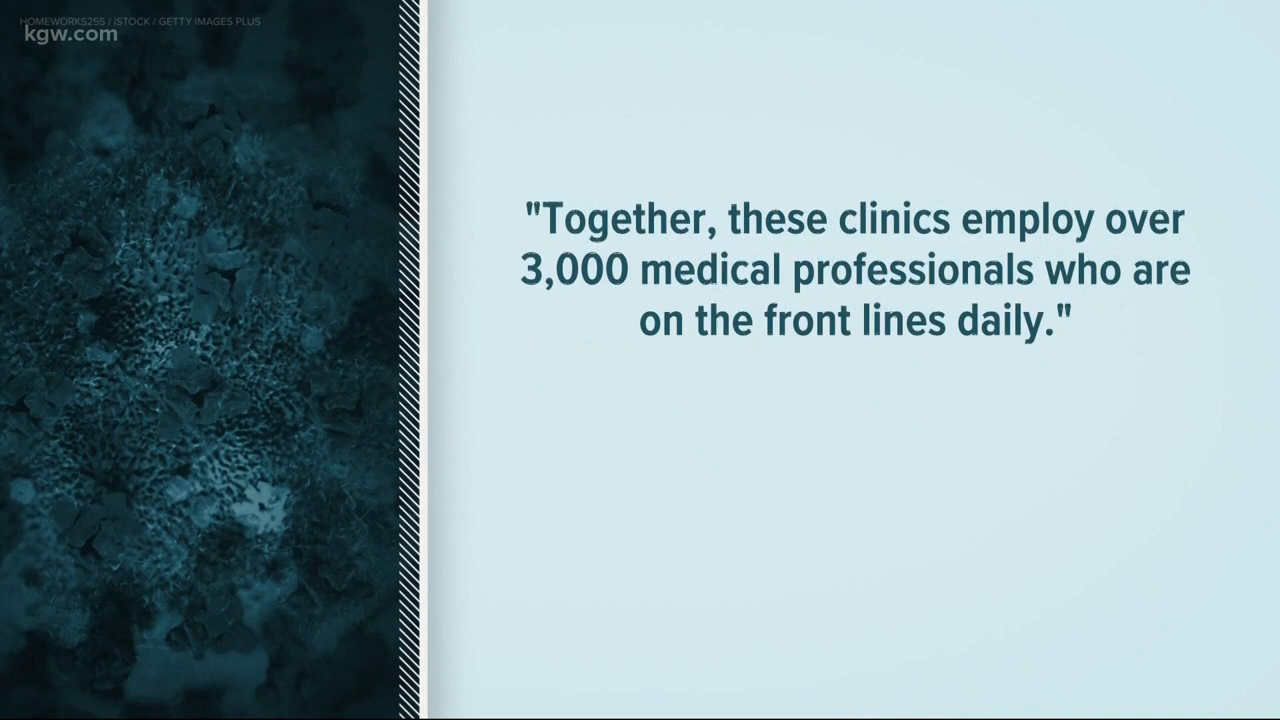 HOMEWORKS255 / ISTOCK / GETTY IMAGES PLUS
kgw.com
"Together, these clinics employ over
3,000 medical professionals who are
on the front lines daily."